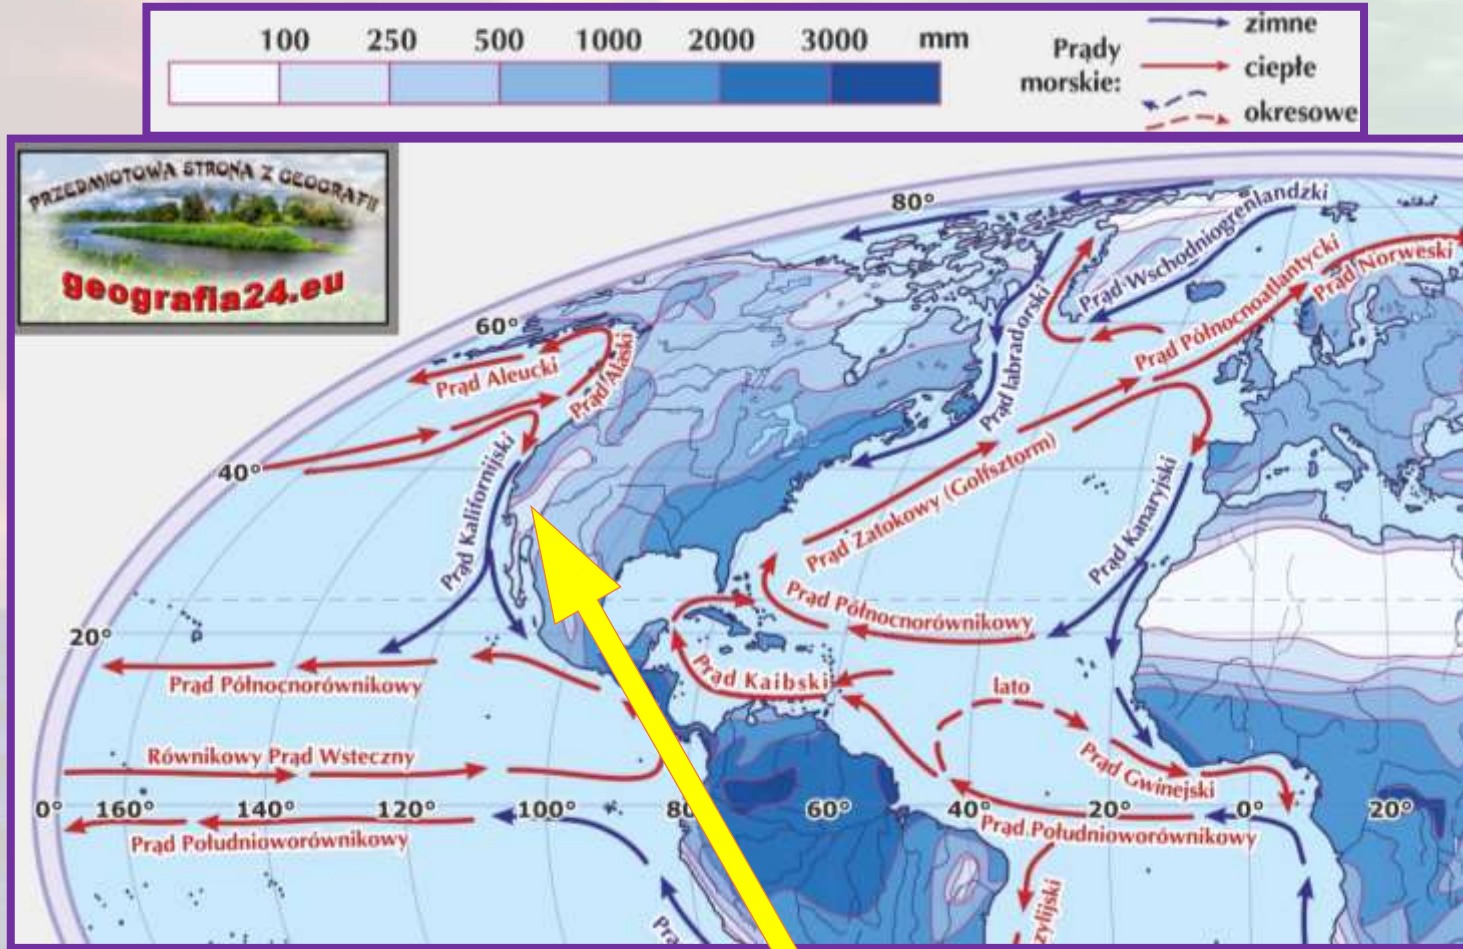 100 250 500 1000 2000 3000 mm
Prądy
morskie:
zimne
ciepłe
okresowe
PRZEDMIOTOWA STRONA Z GEOGRAFII
geografia24.eu
80°
Prąd Wschodniogrenlandzki
Prąd Norweski
Prąd Północnoatlantycki
60°
Prąd Aleucki
Prąd Alaski
Prąd labradorski
40°
Prąd Kalifornijski
Prąd Zatokowy (Golfsztorm)
Prąd Kanaryjski
Prąd Północnorównikowy
20°
Prąd Północnorównikowy
Prąd Kaibski
lato
Równikowy Prąd Wsteczny
Prąd Gwinejski
0° 160° 140° 120° 100° 80 60° 40° 20° 0° 20°
Prąd Południoworównikowy
Prąd Południoworównikowy